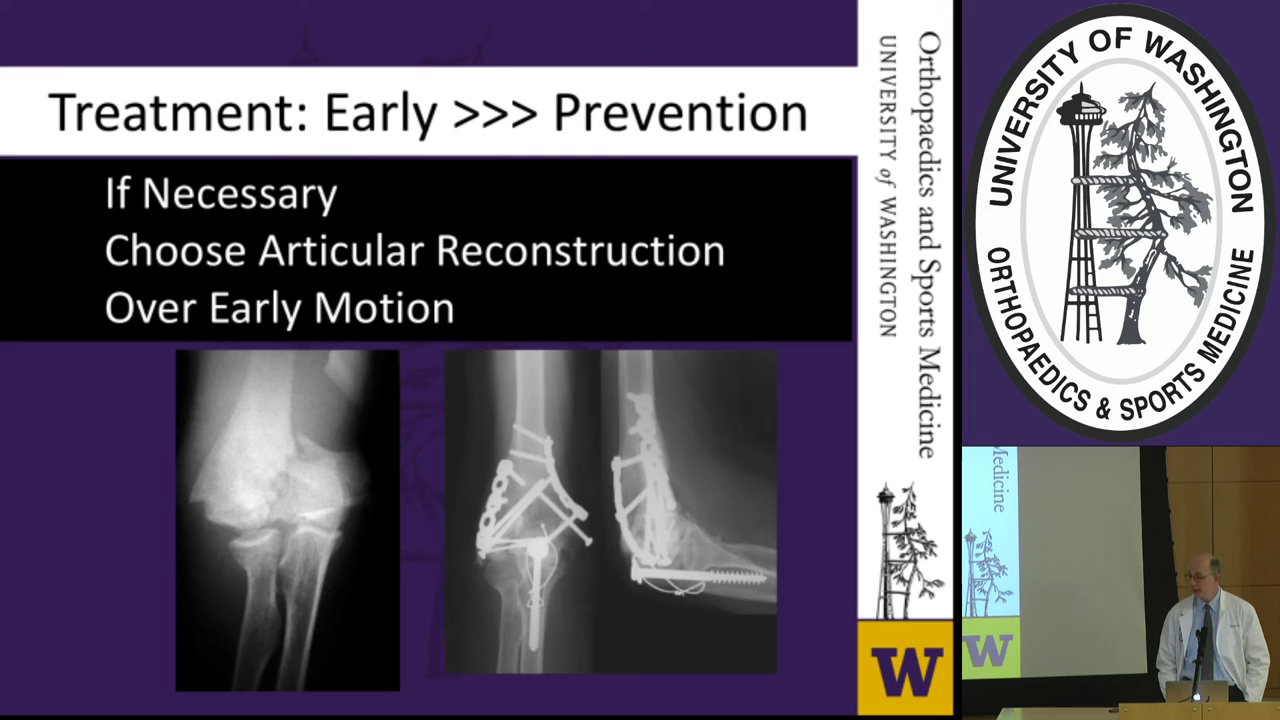 Treatment: Early >>> Prevention
If Necessary
Choose Articular Reconstruction
Over Early Motion
Orthopaedics and Sports Medicine
UNIVERSITY of WASHINGTON
W
UNIVERSITY OF WASHINGTON
ORTHOPAEDICS & SPORTS MEDICINE
Medicine
W